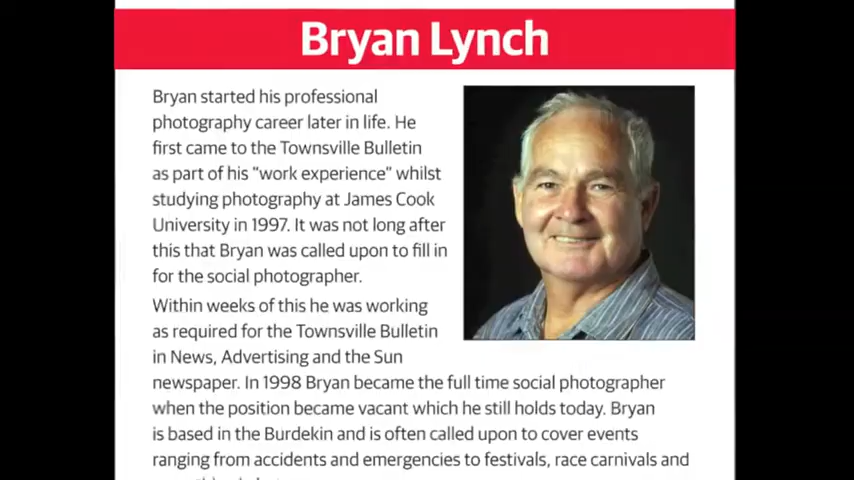 Bryan Lynch
Bryan started his professional
photography career later in life. He
first came to the Townsville Bulletin
as part of his “work experience” whilst
studying photography at James Cook
University in 1997. It was not long after
this that Bryan was called upon to fill in
for the social photographer.
Within weeks of this he was working
as required for the Townsville Bulletin
in News, Advertising and the Sun
newspaper. In 1998 Bryan became the full time social photographer
when the position became vacant which he still holds today. Bryan
is based in the Burdekin and is often called upon to cover events
ranging from accidents and emergencies to festivals, race carnivals and